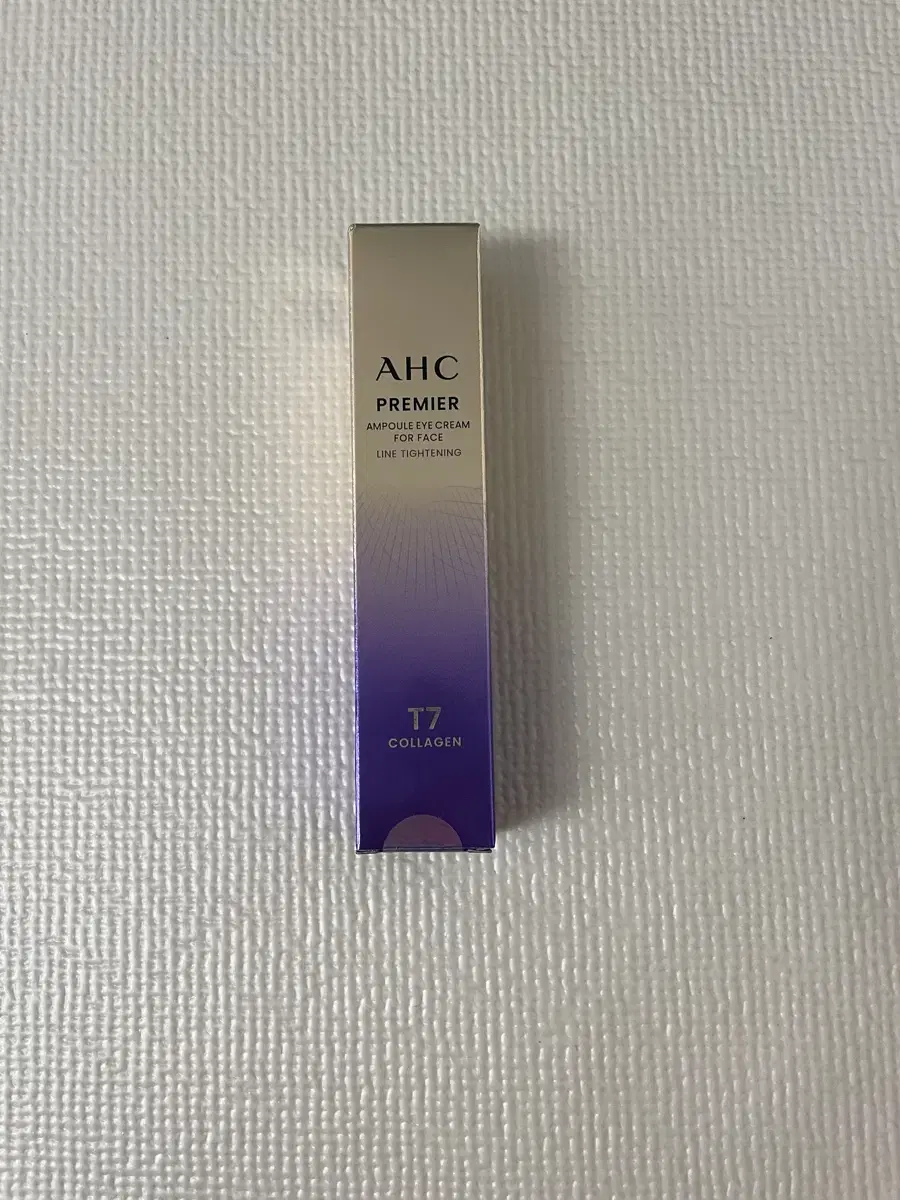 AHC
PREMIER
AMPOULE EYE CREAM
FOR FACE
LINE TIGHTENING
T7
COLLAGEN